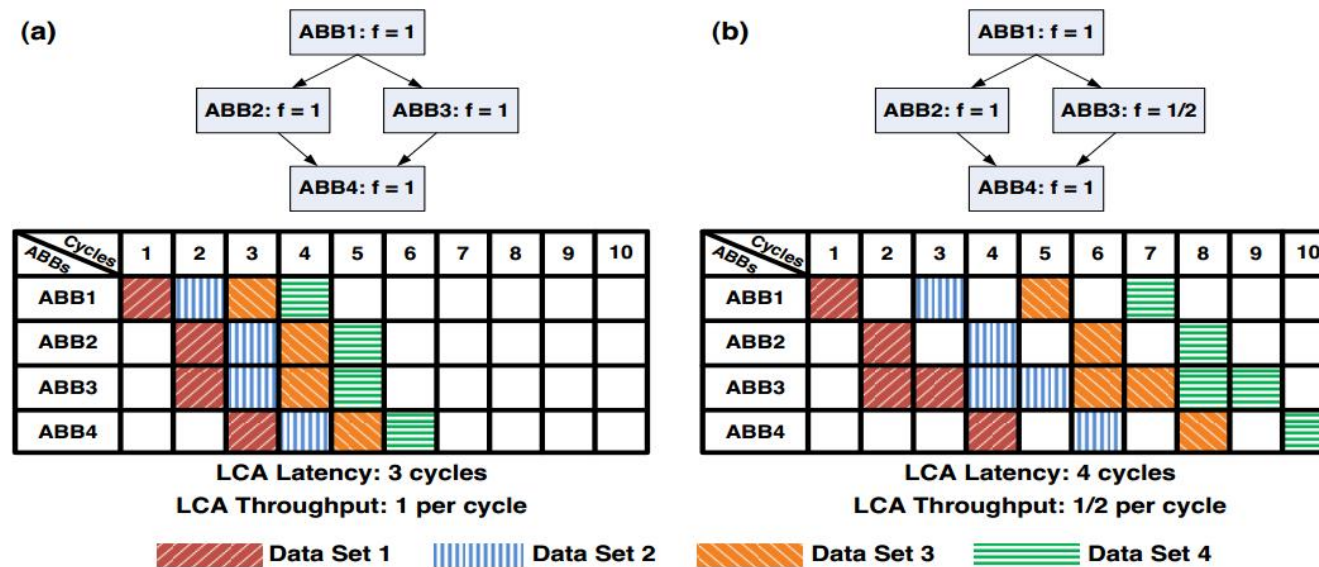 (a)
ABB1: f = 1
ABB2: f = 1
ABB3: f = 1
ABB4: f = 1
Cycles
ABBs
1 2 3 4 5 6 7 8 9 10
ABB1
ABB2
ABB3
ABB4
LCA Latency: 3 cycles
LCA Throughput: 1 per cycle
(b)
ABB1: f = 1
ABB2: f = 1
ABB3: f = 1/2
ABB4: f = 1
Cycles
ABBs
1 2 3 4 5 6 7 8 9 10
ABB1
ABB2
ABB3
ABB4
LCA Latency: 4 cycles
LCA Throughput: 1/2 per cycle
Data Set 1 Data Set 2 Data Set 3 Data Set 4